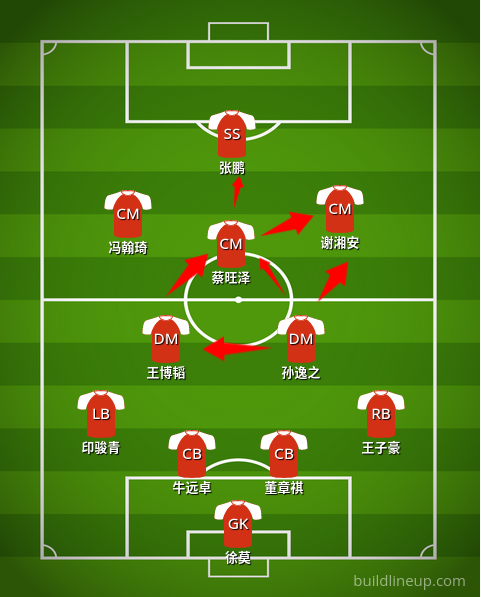 SS
张鹏
CM
冯翰琦
CM
谢湘安
CM
蔡旺泽
DM
王博韬
DM
孙逸之
LB
印骏青
RB
王子豪
CB
牛远卓
CB
董章祺
GK
徐莫
buildlineup.com